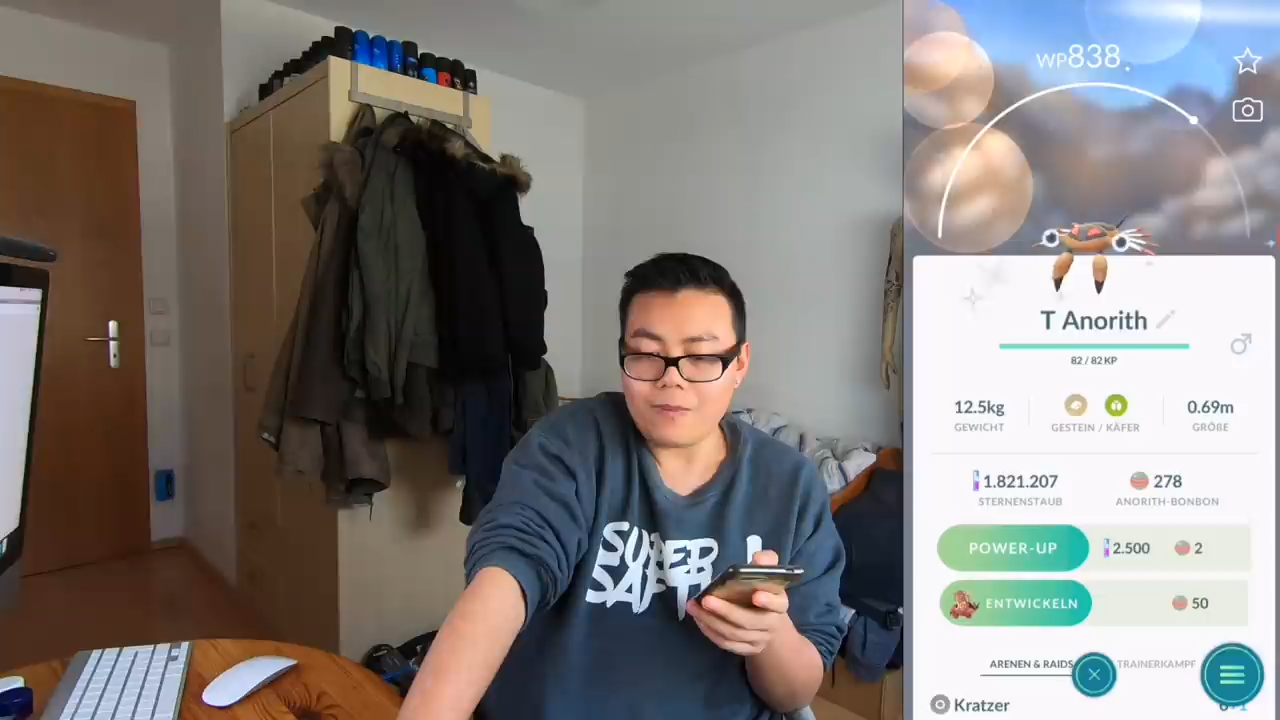 WP838.
T Anorith
82 / 82 KP
12.5kg
GEWICHT
GESTEIN / KÄFER
0.69m
GRÖßE
1.821.207
STERNENSTAUB
278
ANORITH-BONBON
POWER-UP
2.500
2
ENTWICKELN
50
ARENEN & RAIDS
TRAINERKAMPF
Kratzer
SUPER